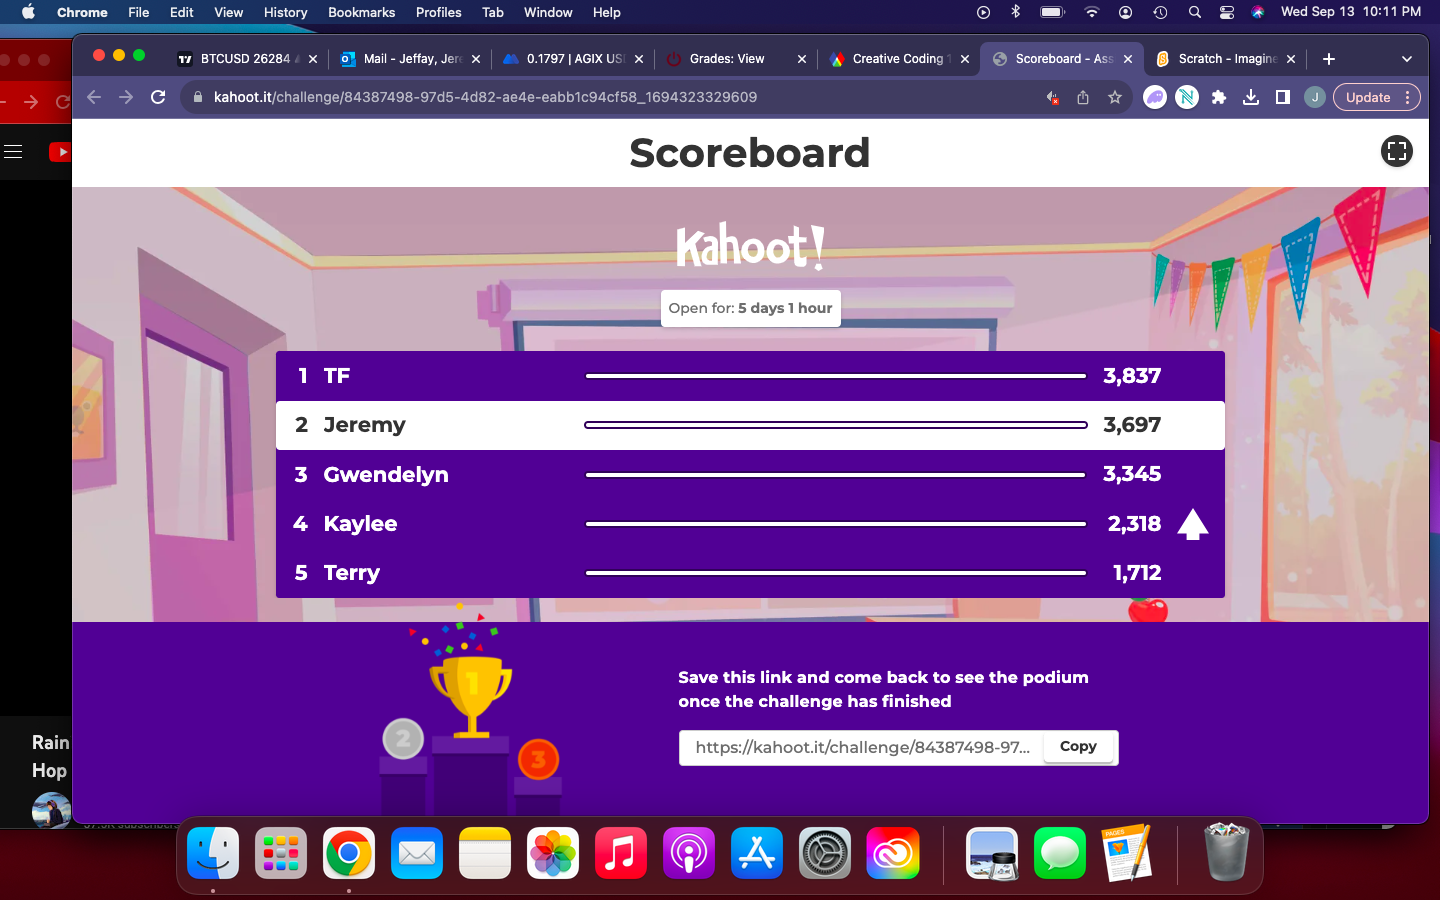 Chrome File Edit View History Bookmarks Profiles Tab Window Help Wed Sep 13 10:11 PM
BTCUSD 26284 Mail - Jeffay, Jer 0.1797 | AGIX US Grades: View Creative Coding 1 Scoreboard - Ass Scratch - Imagine
kahoot.it/challenge/84387498-97d5-4d82-ae4e-eabb1c94cf58_1694323329609 J Update
Scoreboard
Kahoot!
Open for: 5 days 1 hour
1 TF 3,837
2 Jeremy 3,697
3 Gwendelyn 3,345
4 Kaylee 2,318
5 Terry 1,712
1
2
3
Save this link and come back to see the podium
once the challenge has finished
https://kahoot.it/challenge/84387498-97... Copy
Rain
Hop
PAGES